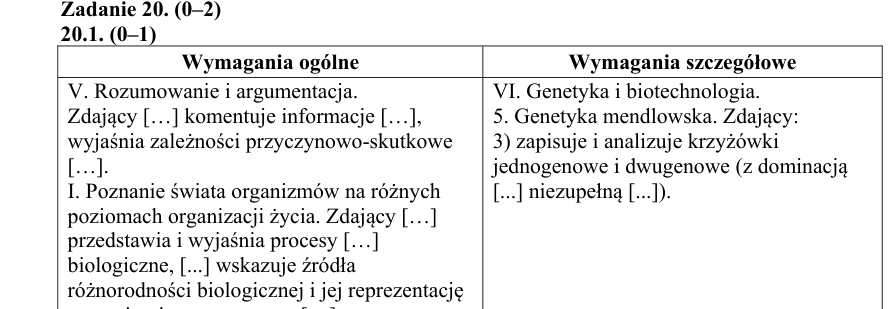 Zadanie 20. (0–2)
20.1. (0–1)
Wymagania ogólne
Wymagania szczegółowe
V. Rozumowanie i argumentacja.
Zdający […] komentuje informacje […],
wyjaśnia zależności przyczynowo-skutkowe
[…].
I. Poznanie świata organizmów na różnych
poziomach organizacji życia. Zdający […]
przedstawia i wyjaśnia procesy […]
biologiczne, [...] wskazuje źródła
różnorodności biologicznej i jej reprezentację
VI. Genetyka i biotechnologia.
5. Genetyka mendlowska. Zdający:
3) zapisuje i analizuje krzyżówki
jednogenowe i dwugenowe (z dominacją
[...] niezupełną [...]).